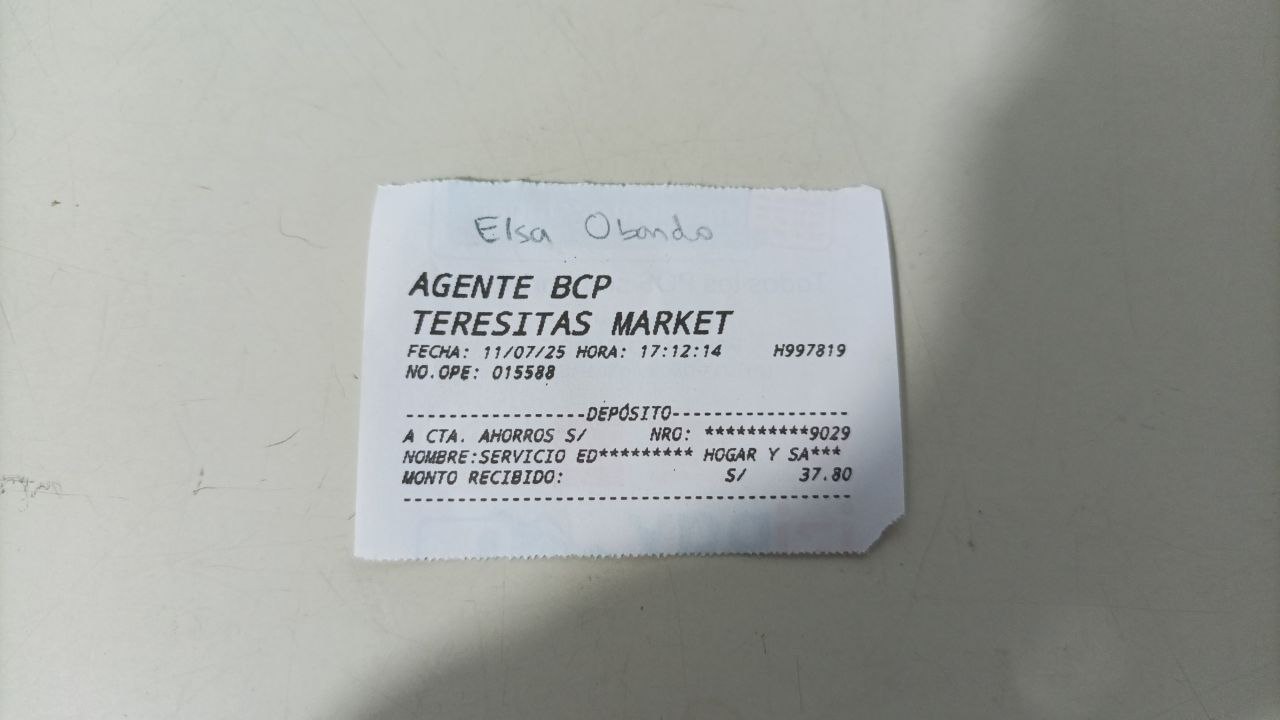 Elsa Obando
AGENTE BCP
TERESITAS MARKET
FECHA: 11/07/25 HORA: 17:12:14 H997819
NO.OPE: 015588
-----------------DEPÓSITO-----------------
A CTA. AHORROS S/ NRO: **********9029
NOMBRE:SERVICIO ED********* HOGAR Y SA***
MONTO RECIBIDO: S/ 37.80
------------------------------------------